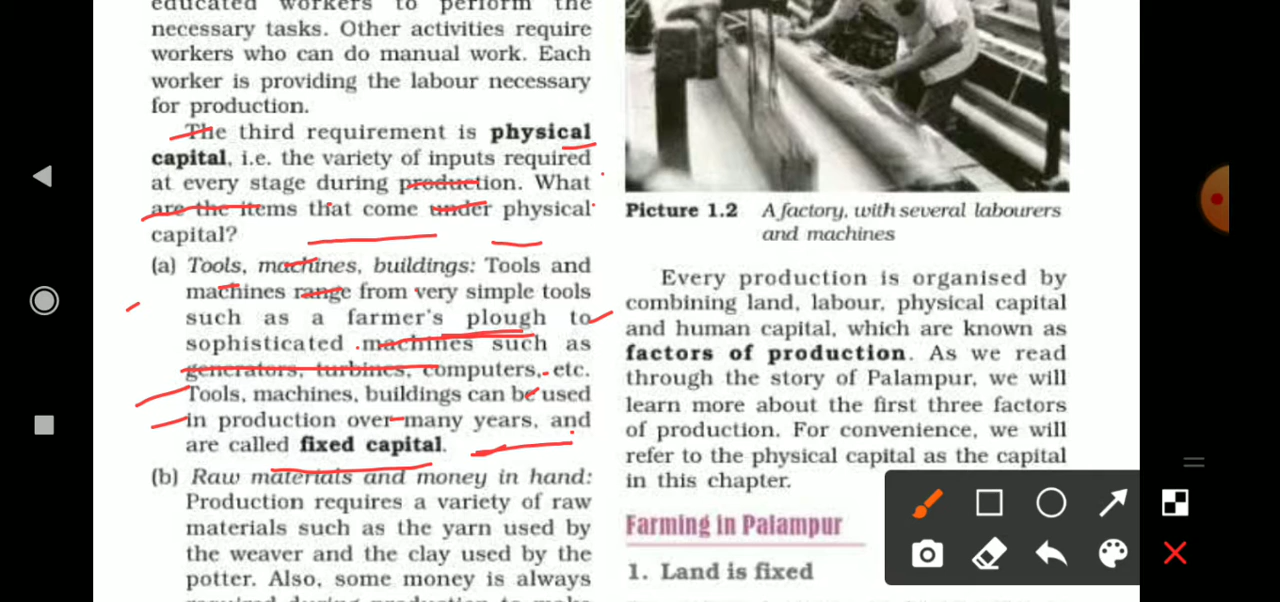 educated workers to perform the
necessary tasks. Other activities require
workers who can do manual work. Each
worker is providing the labour necessary
for production.
The third requirement is physical
capital, i.e. the variety of inputs required
at every stage during production. What
are the items that come under physical
capital?
(a) Tools, machines, buildings: Tools and
machines range from very simple tools
such as a farmer's plough to
sophisticated machines such as
generators, turbines, computers, etc.
Tools, machines, buildings can be used
in production over many years, and
are called fixed capital.
(b) Raw materials and money in hand:
Production requires a variety of raw
materials such as the yarn used by
the weaver and the clay used by the
potter. Also, some money is always
required during production to make
Picture 1.2 A factory, with several labourers
and machines
Every production is organised by
combining land, labour, physical capital
and human capital, which are known as
factors of production. As we read
through the story of Palampur, we will
learn more about the first three factors
of production. For convenience, we will
refer to the physical capital as the capital
in this chapter.
Farming in Palampur
1. Land is fixed